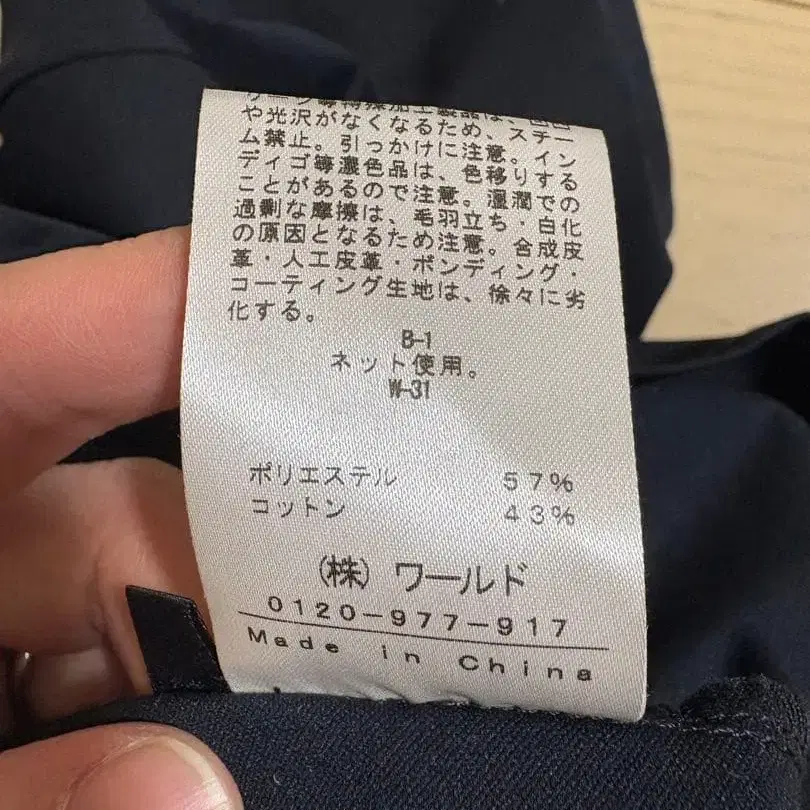 や光沢がなくなるため、スチー
ム禁止。引っかけに注意。イン
ディゴ等濃色品は、色移りする
ことがあるので注意。湿潤での
過剰な摩擦は、毛羽立ち・白化
の原因となるため注意。合成皮
革・人工皮革・ボンディング・
コーティング生地は、徐々に劣
化する。
B-1
ネット使用。
W-31
ポリエステル 57%
コットン 43%
(株) ワールド
0120-977-917
Made in China